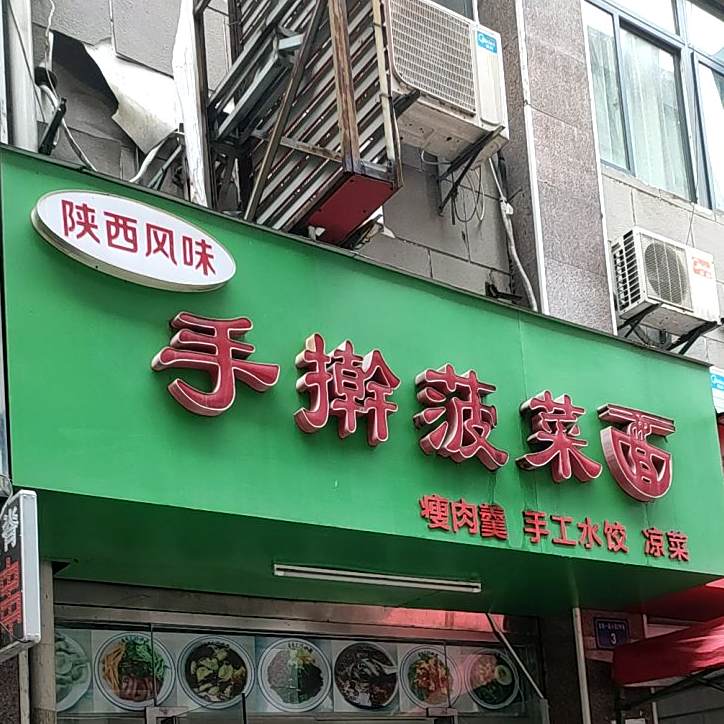 陕西风味
手擀菠菜面
瘦肉羹 手工水饺 凉菜
脊
3